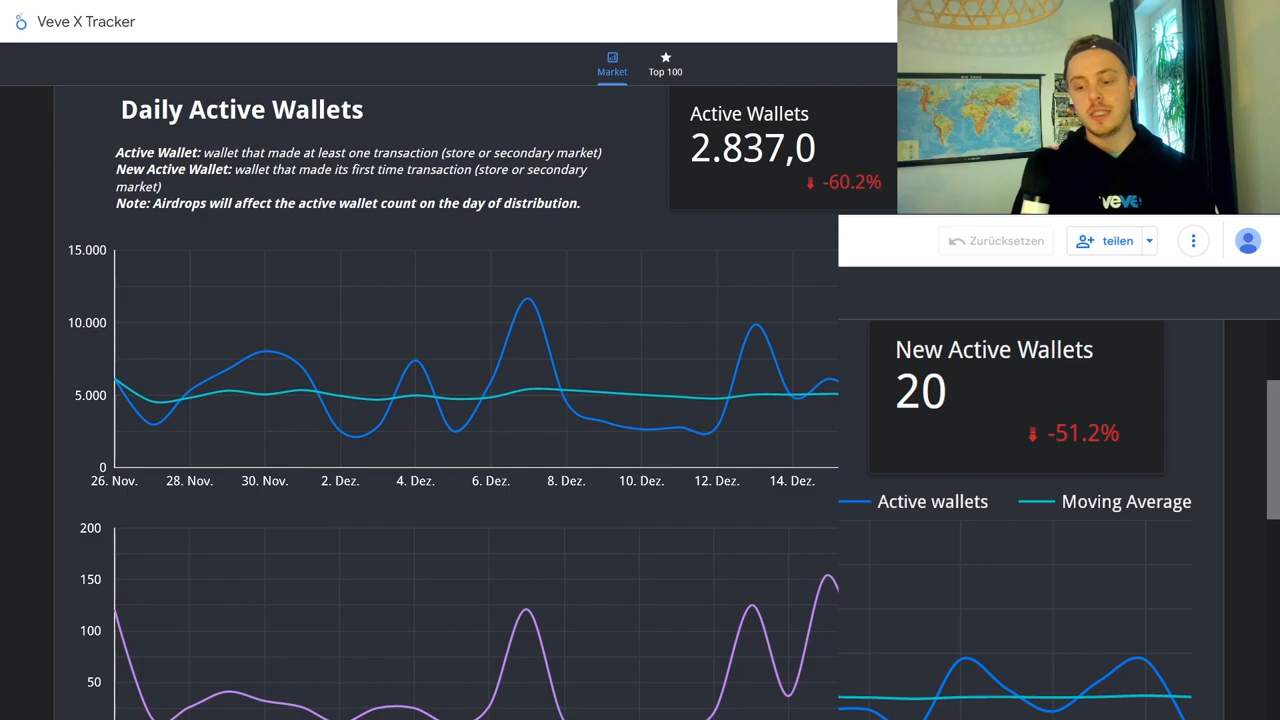 Veve X Tracker
Market
Top 100
Daily Active Wallets
Active Wallet: wallet that made at least one transaction (store or secondary market)
New Active Wallet: wallet that made its first time transaction (store or secondary
market)
Note: Airdrops will affect the active wallet count on the day of distribution.
Active Wallets
2.837,0
-60.2%
veve
Zurücksetzen
teilen
New Active Wallets
20
-51.2%
Active wallets
Moving Average
15.000
10.000
5.000
0
26. Nov.
28. Nov.
30. Nov.
2. Dez.
4. Dez.
6. Dez.
8. Dez.
10. Dez.
12. Dez.
14. Dez.
200
150
100
50